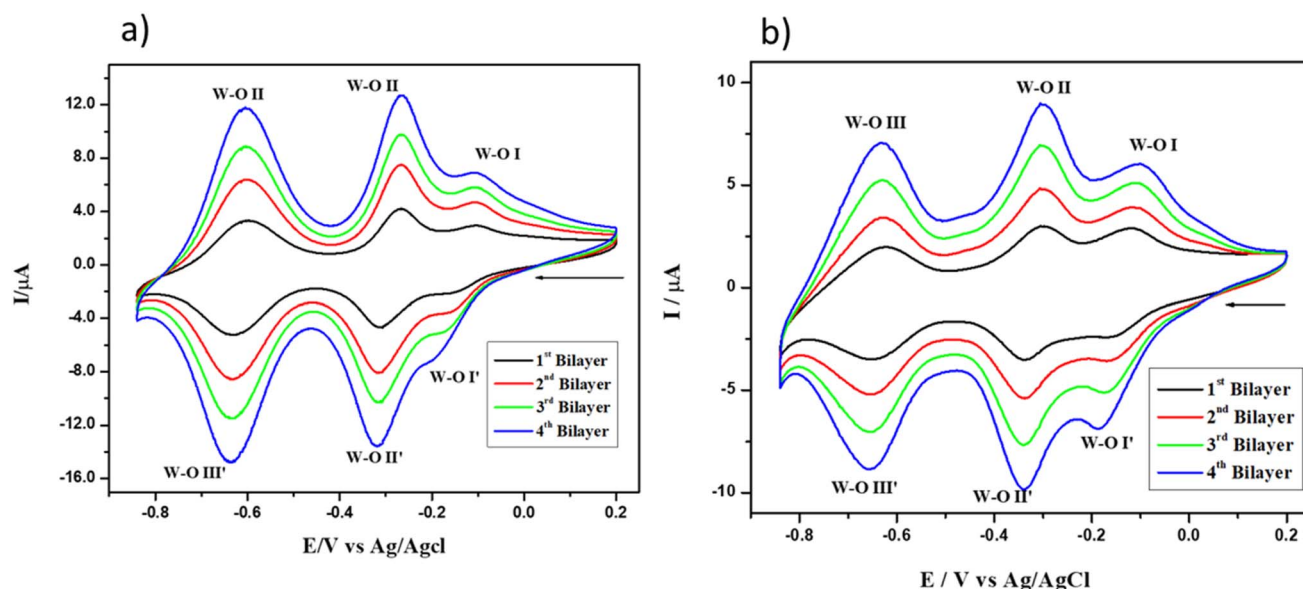 a)
W-O II
W-O II
W-O I
12.0
8.0
4.0
0.0
-4.0
-8.0
-12.0
-16.0
I/μA
1st Bilayer
2nd Bilayer
3rd Bilayer
4th Bilayer
W-O I'
W-O III'
W-O II'
-0.8
-0.6
-0.4
-0.2
0.0
0.2
E/V vs Ag/Agcl
b)
W-O III
W-O II
W-O I
10
5
0
-5
-10
I / μA
1st Bilayer
2nd Bilayer
3rd Bilayer
4th Bilayer
W-O I'
W-O III'
W-O II'
-0.8
-0.6
-0.4
-0.2
0.0
0.2
E / V vs Ag/AgCl